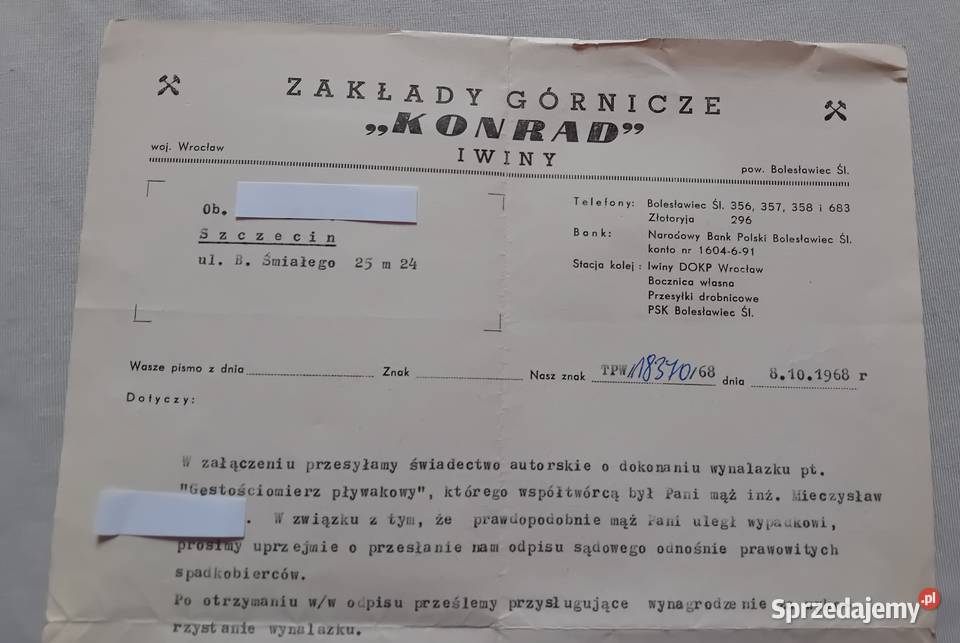 ZAKŁADY GÓRNICZE
„KONRAD”
IWINY
woj. Wrocław
pow. Bolesławiec Śl.
Ob.
Szczecin
ul. B. Śmiałego 25 m 24
Telefony: Bolesławiec Śl. 356, 357, 358 i 683
Złotoryja 296
Bank: Narodowy Bank Polski Bolesławiec Śl.
konto nr 1604-6-91
Stacja kolej: Iwiny DOKP Wrocław
Bocznica własna
Przesyłki drobnicowe
PSK Bolesławiec Śl.
Wasze pismo z dnia Znak Nasz znak TPW/18370/68 dnia 8.10.1968 r
Dotyczy:
W załączeniu przesyłamy świadectwo autorskie o dokonaniu wynalazku pt.
"Gęstościomierz pływakowy", którego współtwórcą był Pani mąż inż. Mieczysław
. W związku z tym, że prawdopodobnie mąż Pani uległ wypadkowi,
prosimy uprzejmie o przesłanie nam odpisu sądowego odnośnie prawowitych
spadkobierców.
Po otrzymaniu w/w odpisu prześlemy przysługujące wynagrodzenie
rzystanie wynalazku.
Sprzedajemy.pl